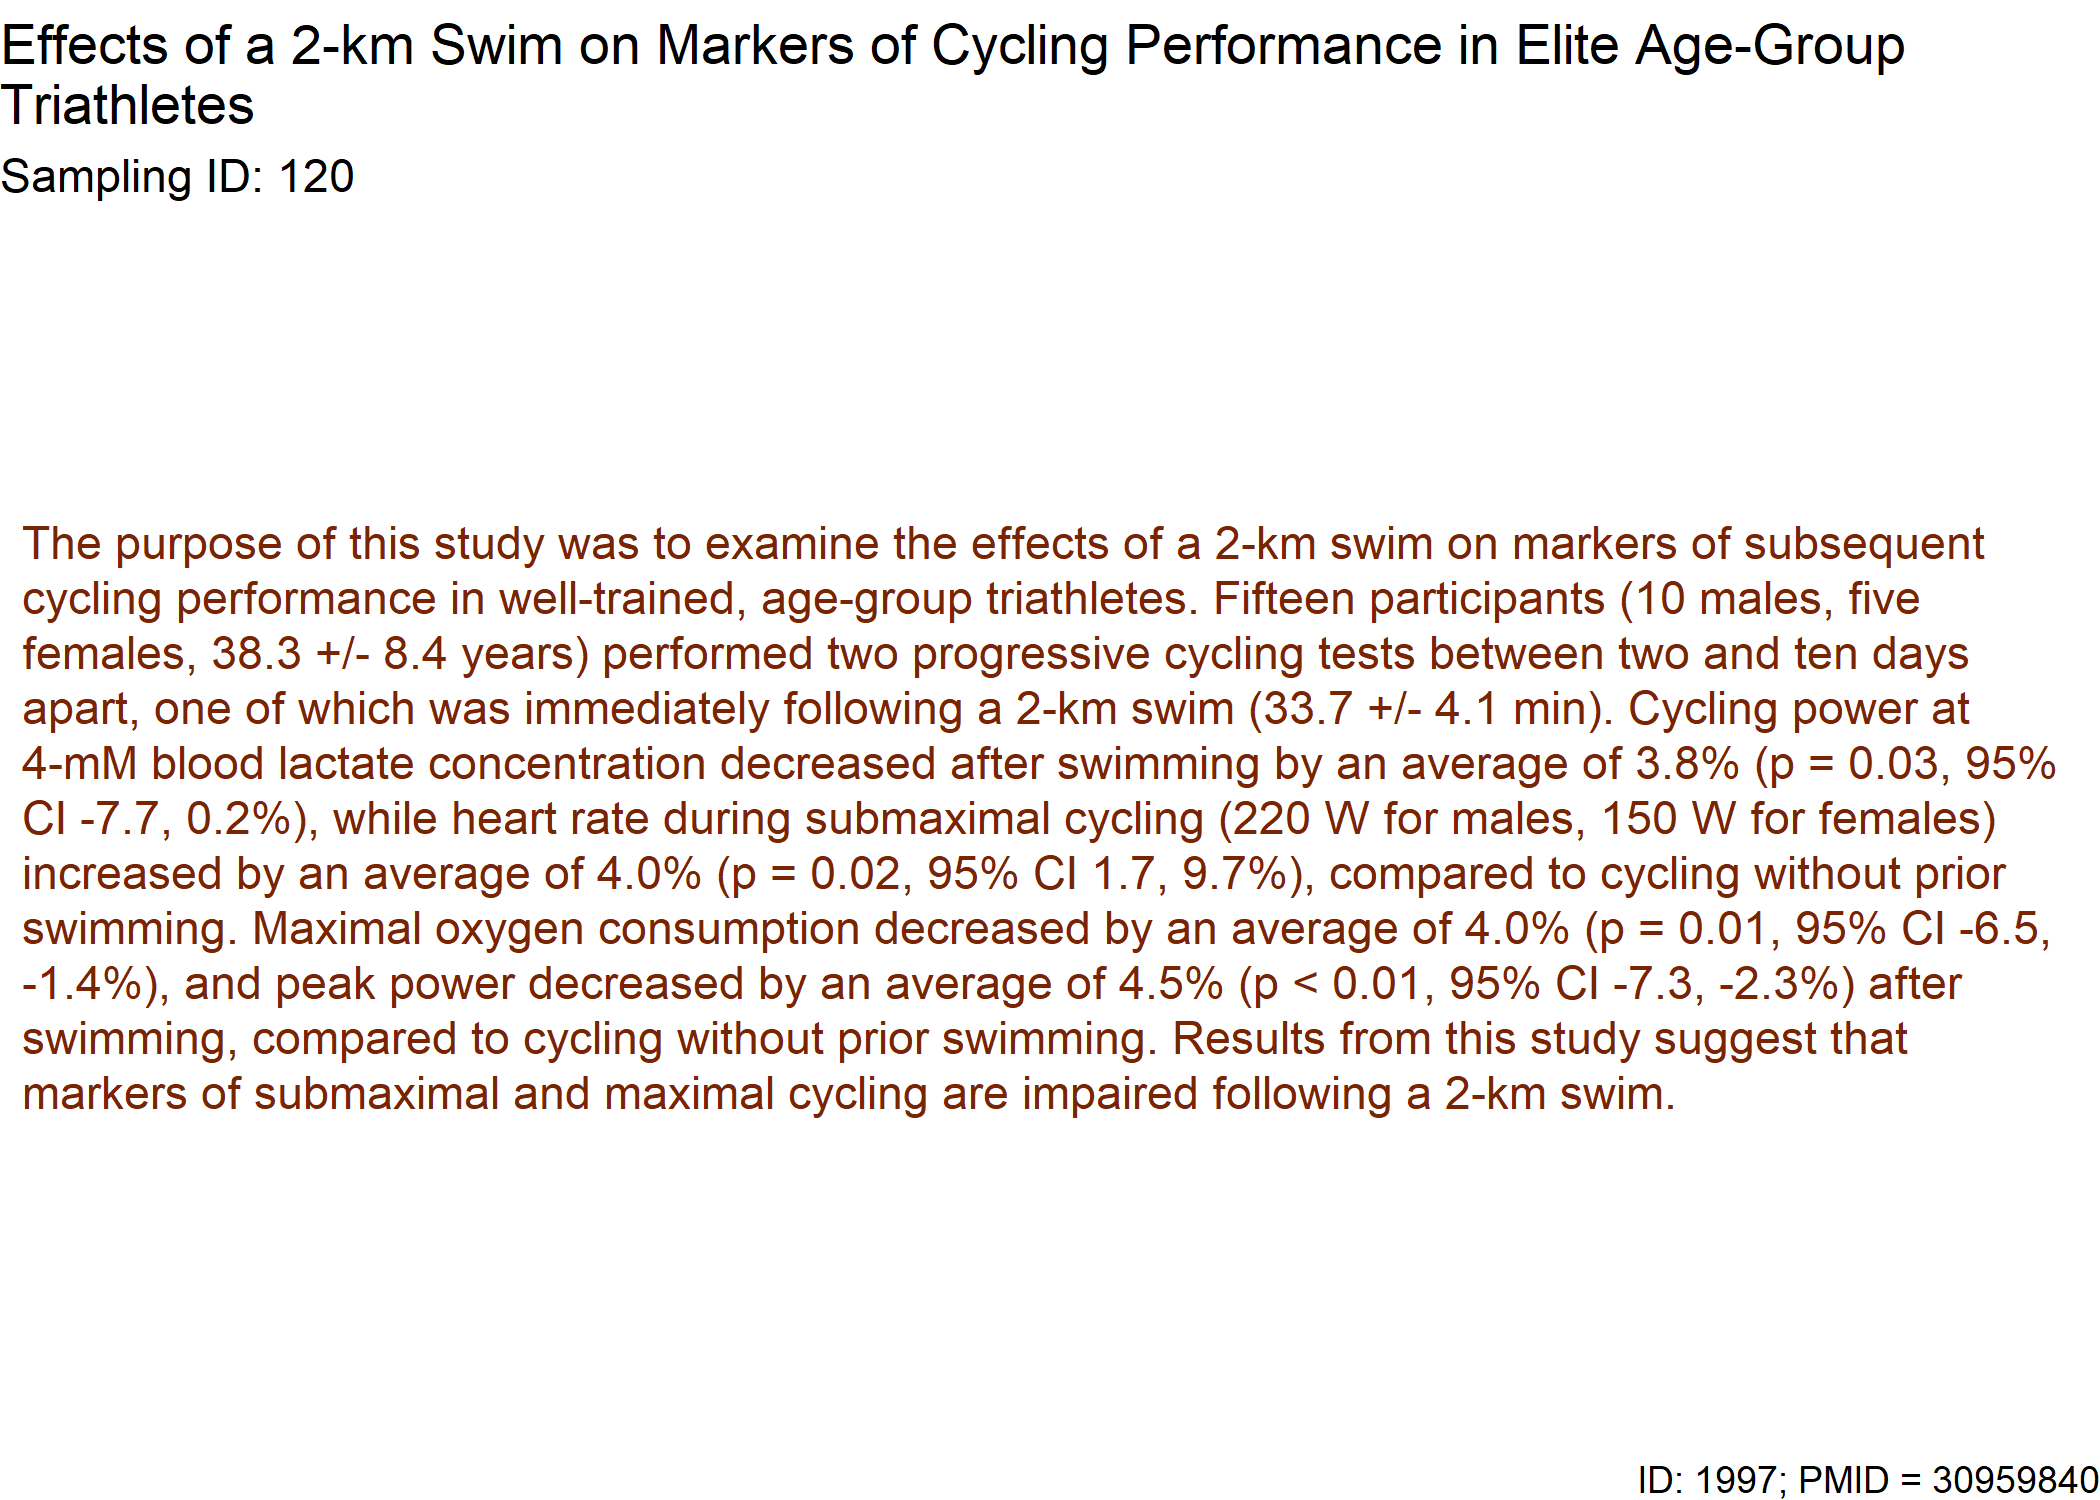 Effects of a 2-km Swim on Markers of Cycling Performance in Elite Age-Group
Triathletes
Sampling ID: 120
The purpose of this study was to examine the effects of a 2-km swim on markers of subsequent
cycling performance in well-trained, age-group triathletes. Fifteen participants (10 males, five
females, 38.3 +/- 8.4 years) performed two progressive cycling tests between two and ten days
apart, one of which was immediately following a 2-km swim (33.7 +/- 4.1 min). Cycling power at
4-mM blood lactate concentration decreased after swimming by an average of 3.8% (p = 0.03, 95%
CI -7.7, 0.2%), while heart rate during submaximal cycling (220 W for males, 150 W for females)
increased by an average of 4.0% (p = 0.02, 95% CI 1.7, 9.7%), compared to cycling without prior
swimming. Maximal oxygen consumption decreased by an average of 4.0% (p = 0.01, 95% CI -6.5,
-1.4%), and peak power decreased by an average of 4.5% (p < 0.01, 95% CI -7.3, -2.3%) after
swimming, compared to cycling without prior swimming. Results from this study suggest that
markers of submaximal and maximal cycling are impaired following a 2-km swim.
ID: 1997; PMID = 30959840